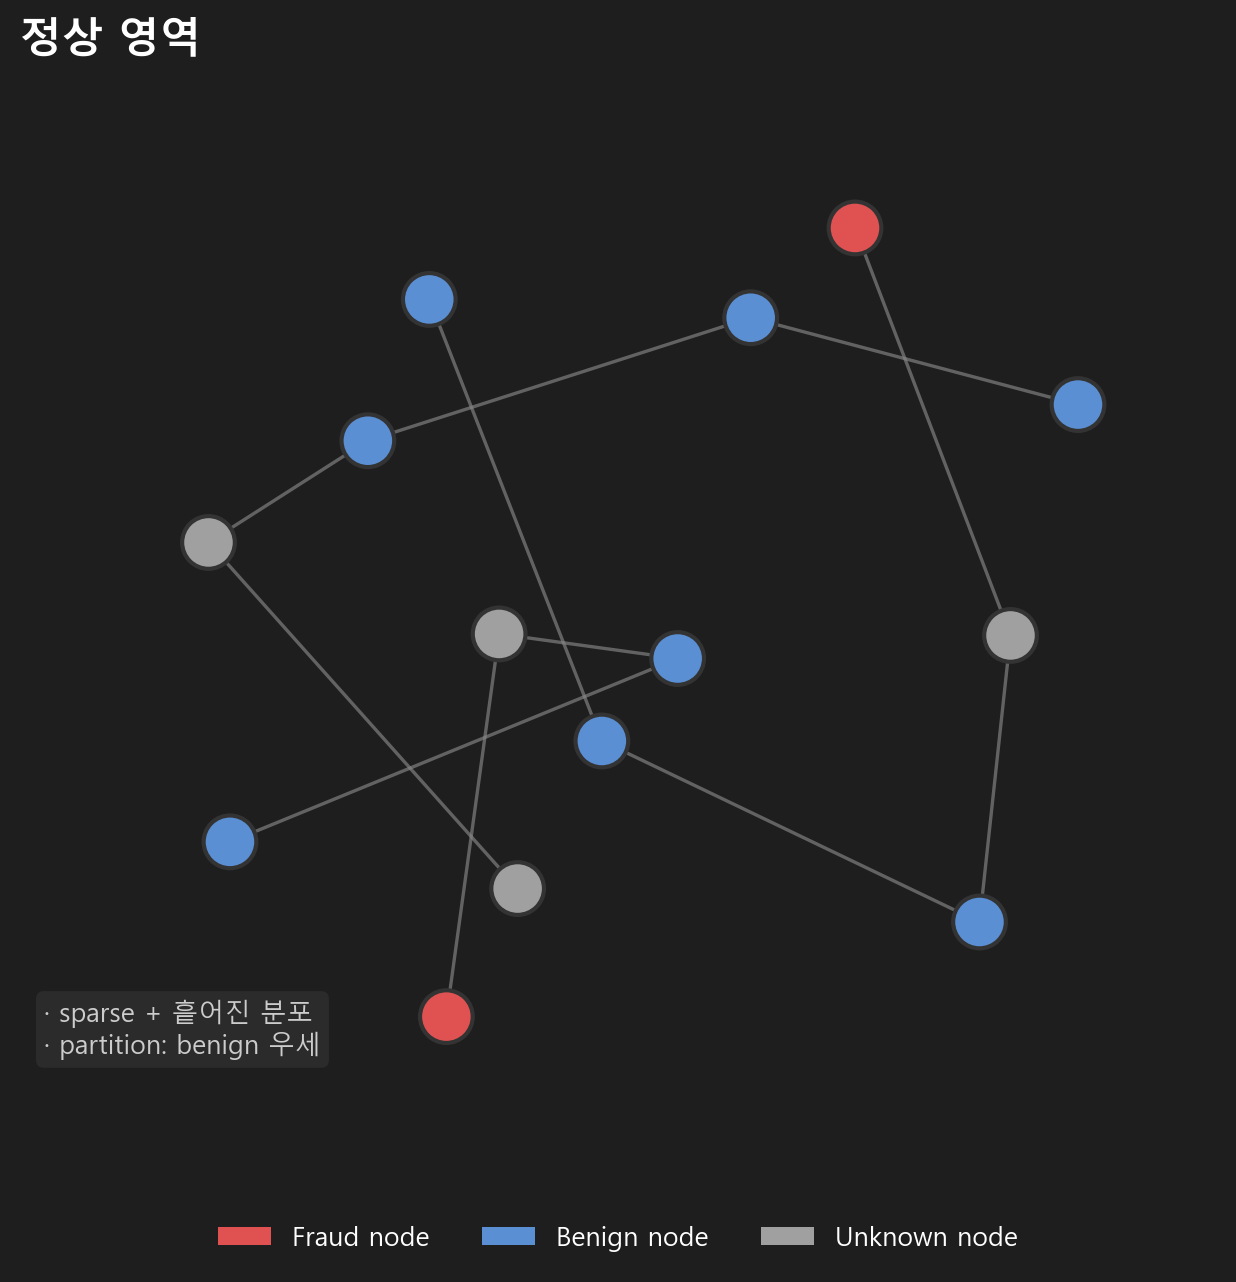 정상 영역
· sparse + 흩어진 분포
· partition: benign 우세
Fraud node
Benign node
Unknown node